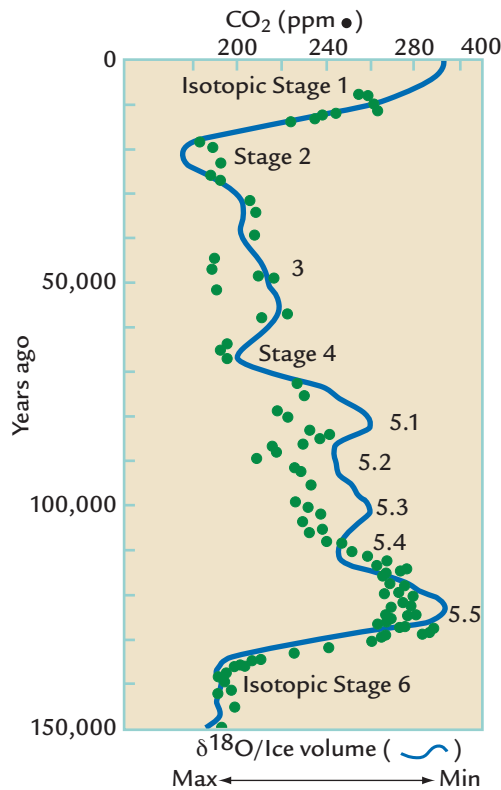 CO₂ (ppm ●)
200 240 280 400
0
Isotopic Stage 1
Stage 2
3
50,000
Stage 4
Years ago
5.1
5.2
5.3
100,000
5.4
5.5
Isotopic Stage 6
150,000
δ¹⁸O/Ice volume ( )
Max Min